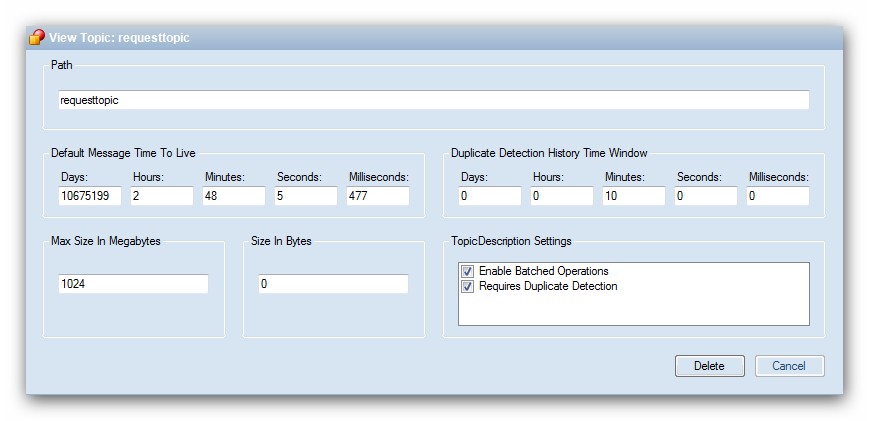 View Topic: requesttopic
Path
requesttopic
Default Message Time To Live
Days: Hours: Minutes: Seconds: Milliseconds:
10675199 2 48 5 477
Duplicate Detection History Time Window
Days: Hours: Minutes: Seconds: Milliseconds:
0 0 10 0 0
Max Size In Megabytes
1024
Size In Bytes
0
TopicDescription Settings
Enable Batched Operations
Requires Duplicate Detection
Delete Cancel